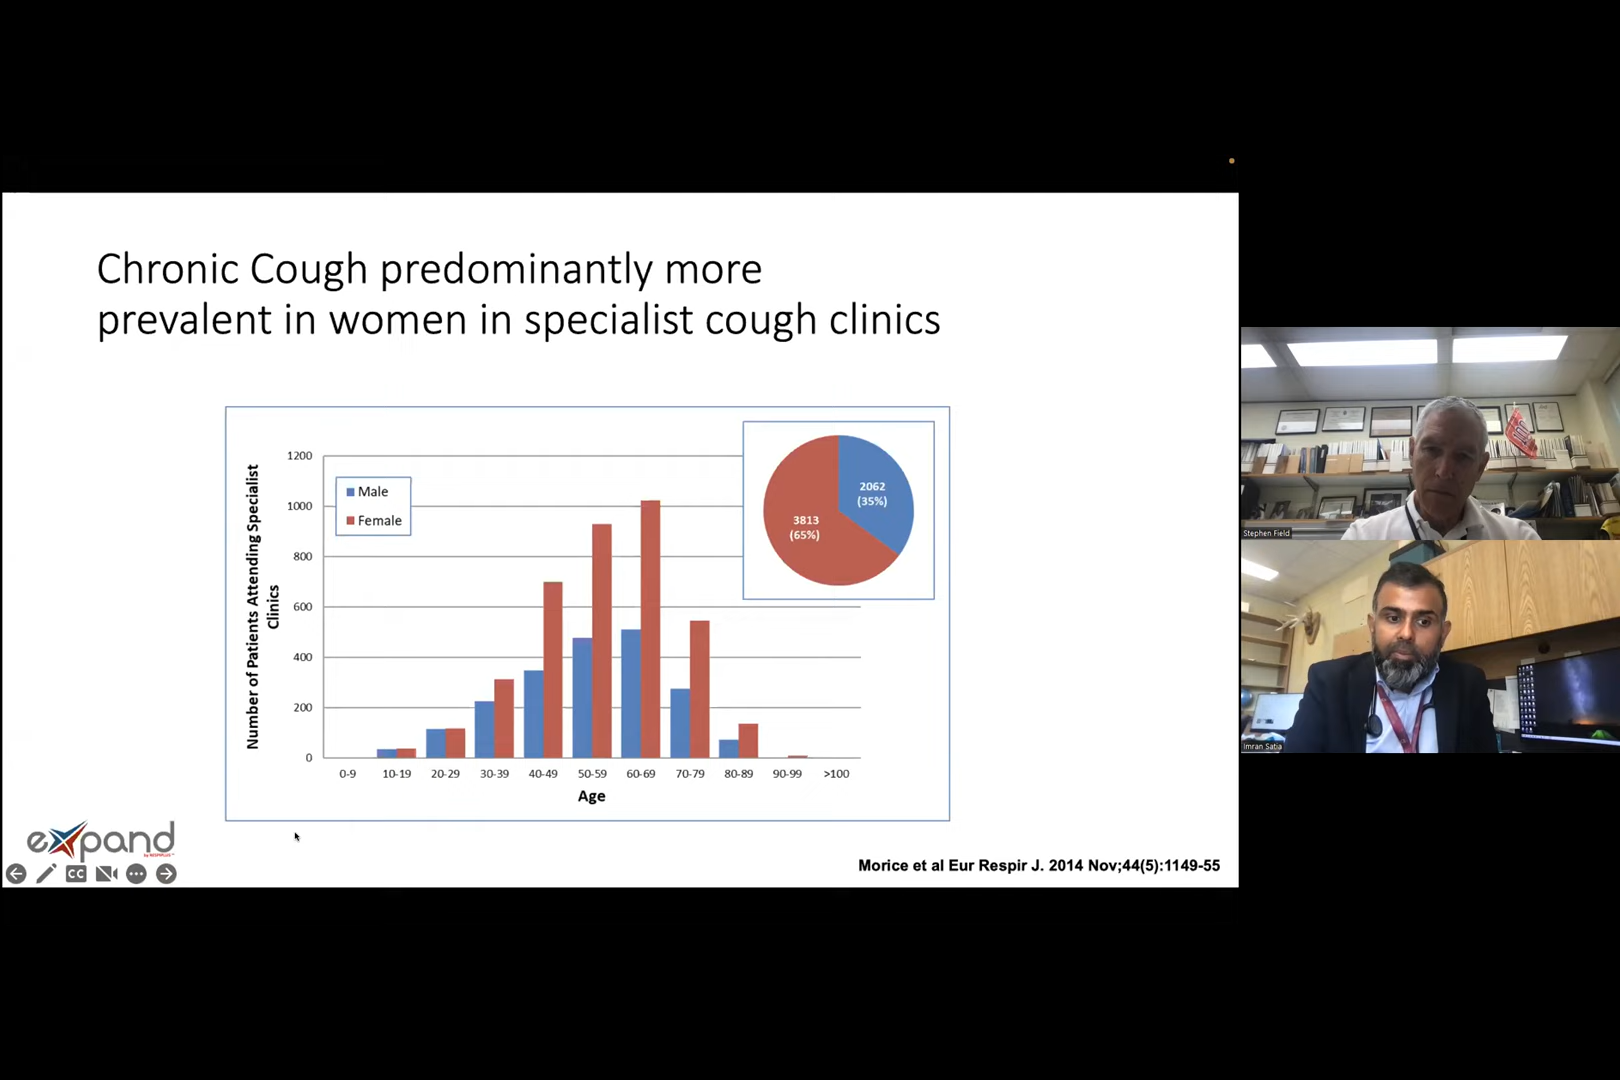 Chronic Cough predominantly more
prevalent in women in specialist cough clinics
Number of Patients Attending Specialist
Clinics
1200
1000
800
600
400
200
0
Male
Female
2062
(35%)
3813
(65%)
0-9
10-19
20-29
30-39
40-49
50-59
60-69
70-79
80-89
90-99
>100
Age
expand
by RESPIPLUS™
CC
Morice et al Eur Respir J. 2014 Nov;44(5):1149-55
Stephen Field
Imran Satia